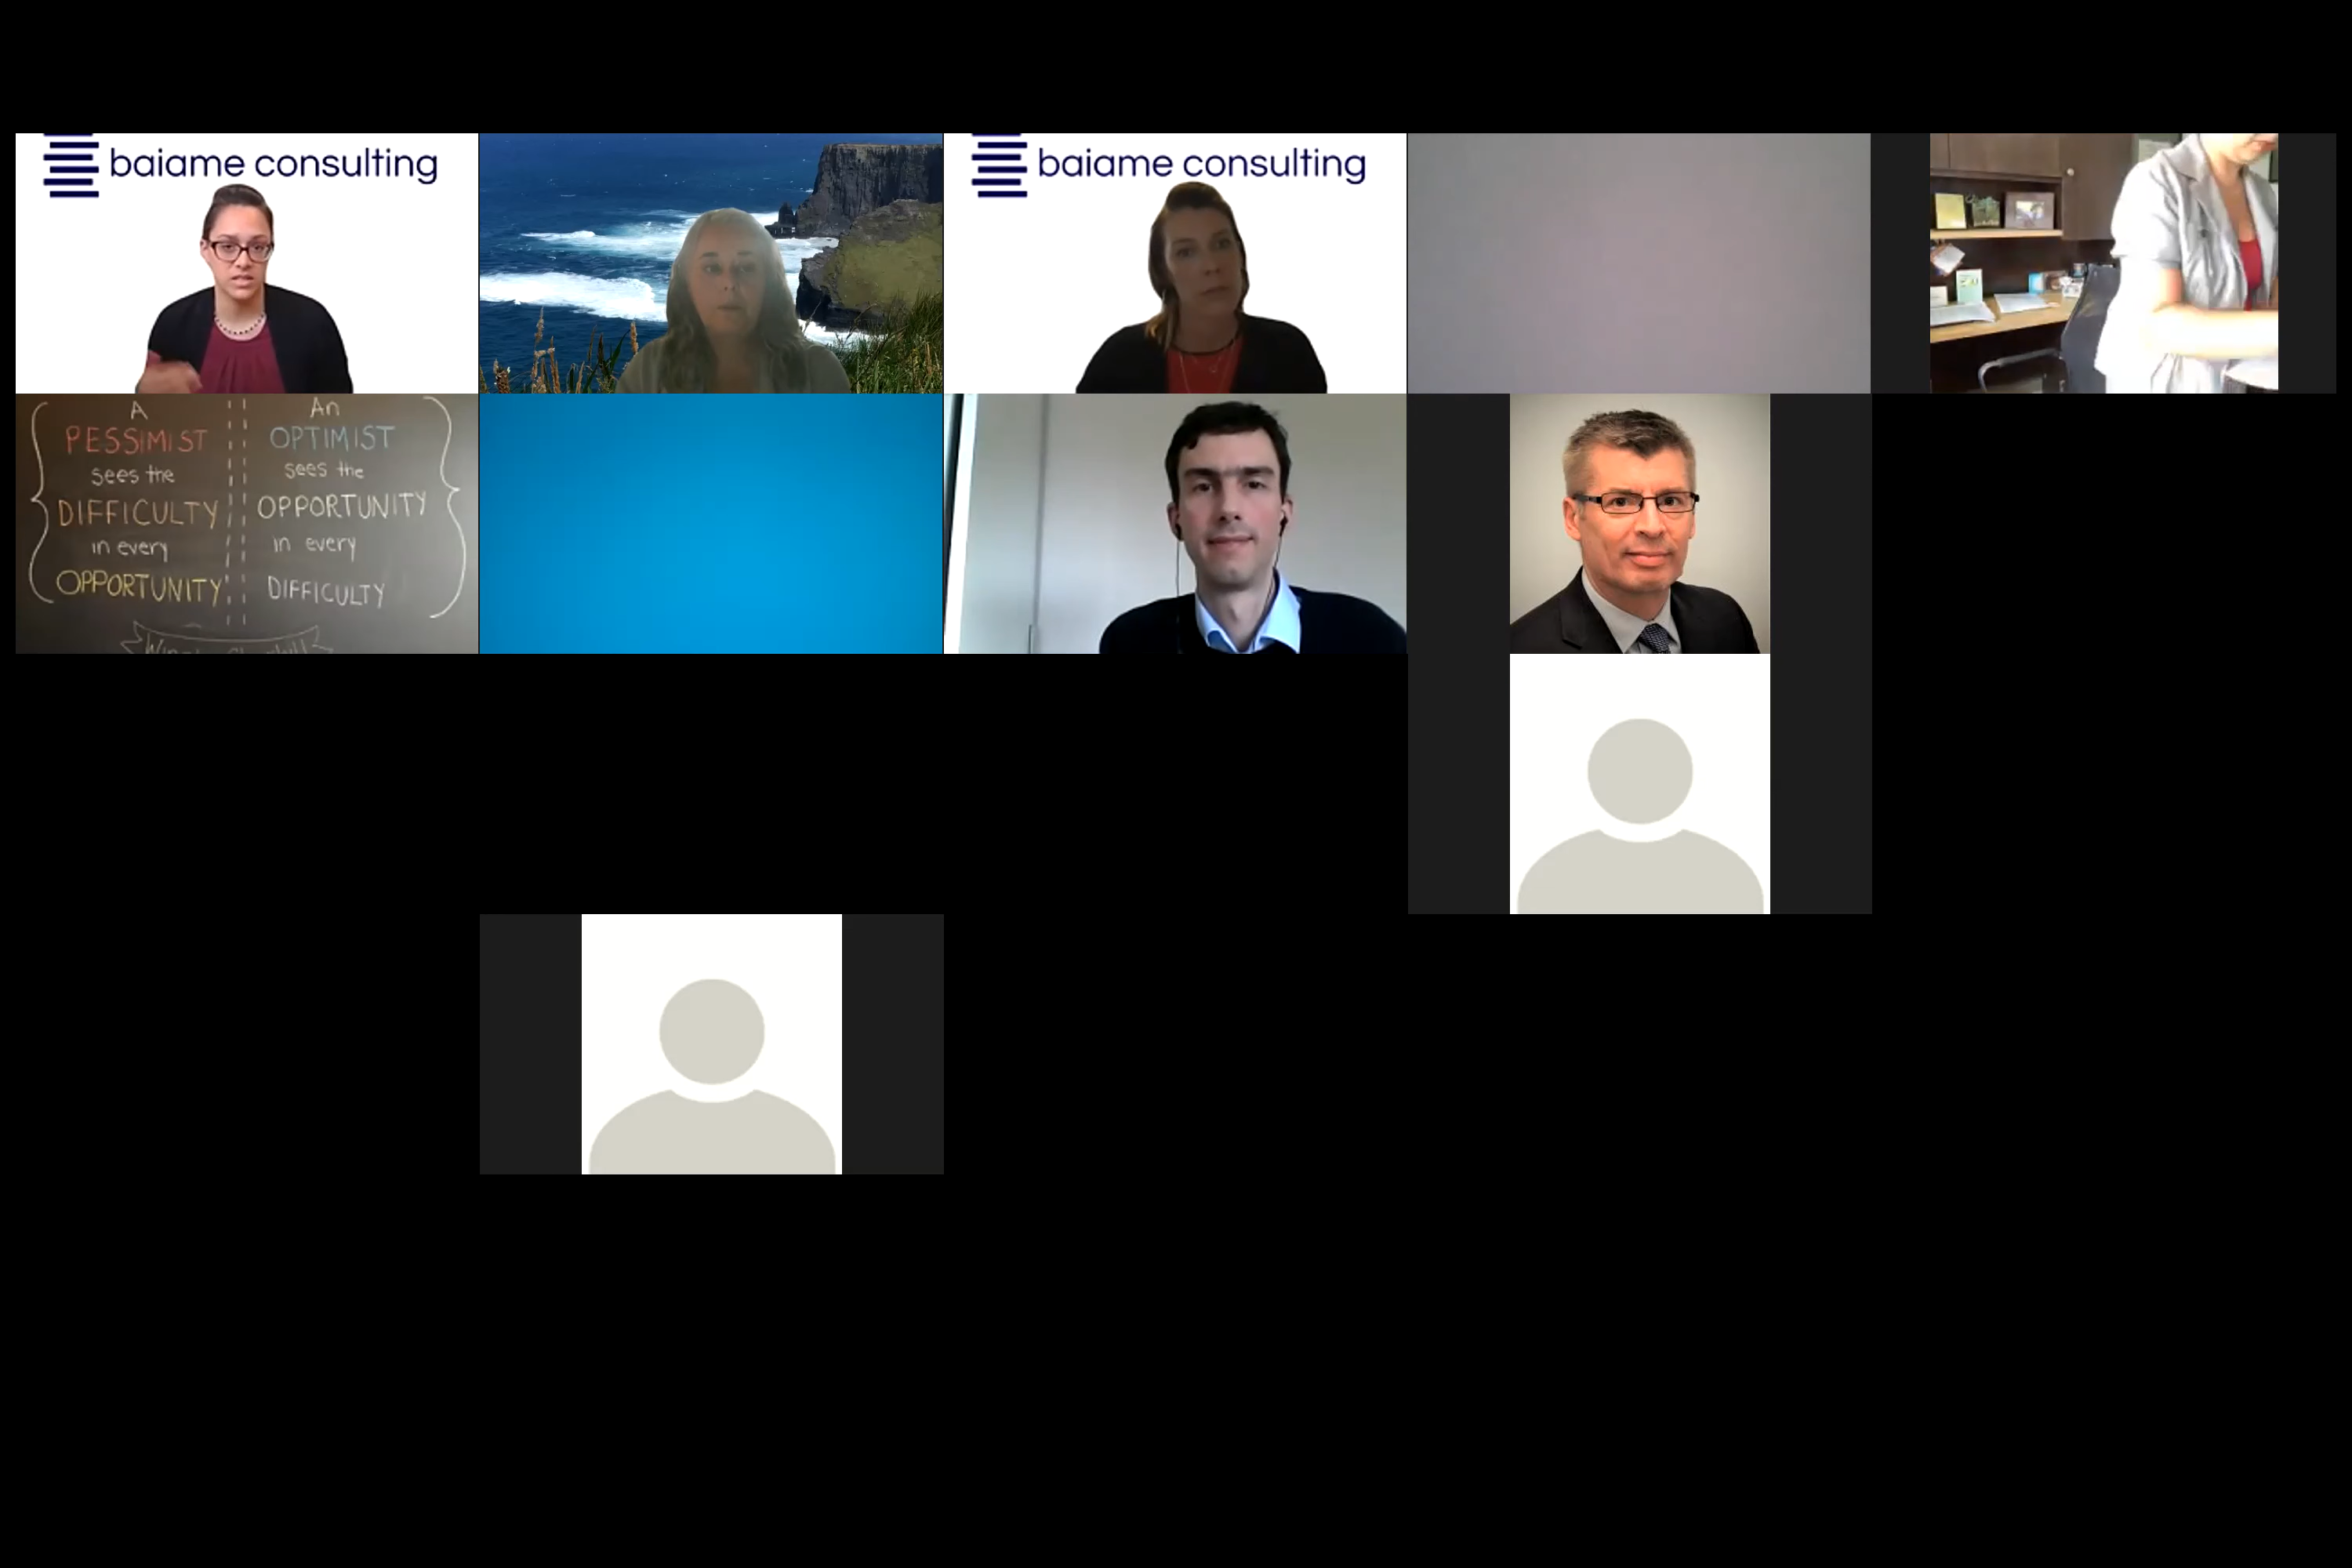 baiame consulting
baiame consulting
A
PESSIMIST
sees the
DIFFICULTY
in every
OPPORTUNITY
An
OPTIMIST
sees the
OPPORTUNITY
in every
DIFFICULTY